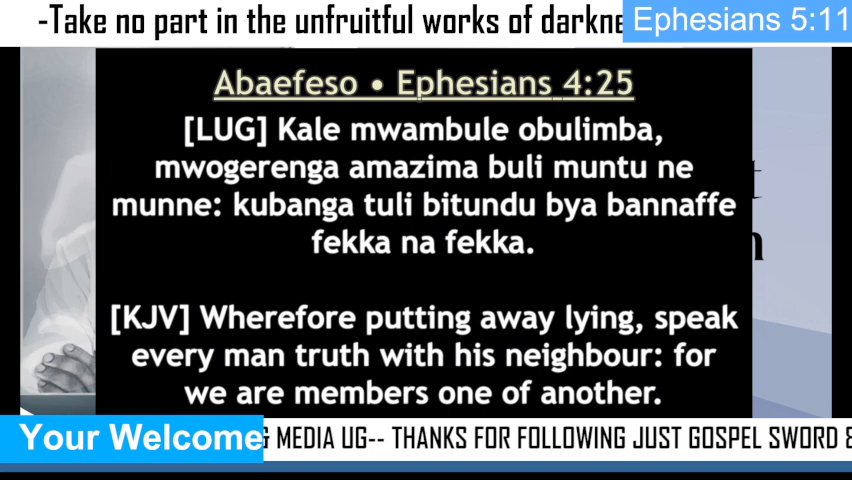 -Take no part in the unfruitful works of darkne
Ephesians 5:11
Abaefeso • Ephesians 4:25
[LUG] Kale mwambule obulimba,
mwogerenga amazima buli muntu ne
munne: kubanga tuli bitundu bya bannaffe
fekka na fekka.
[KJV] Wherefore putting away lying, speak
every man truth with his neighbour: for
we are members one of another.
Your Welcome
MEDIA UG-- THANKS FOR FOLLOWING JUST GOSPEL SWORD &